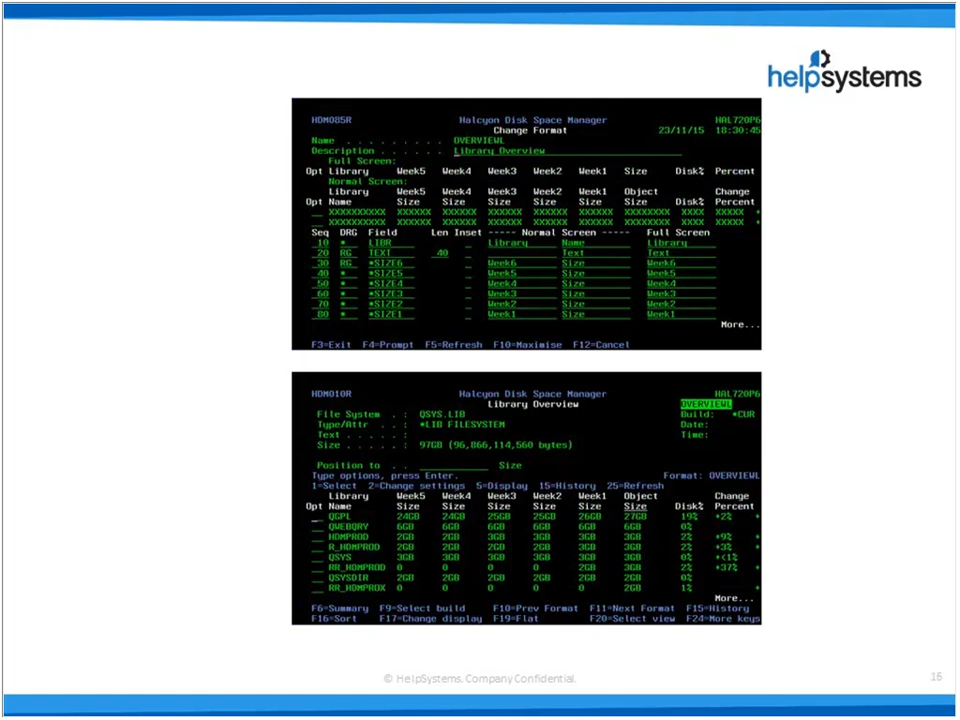 helpsystems
HDM085R Halcyon Disk Space Manager HAL720P6
Change Format 23/11/15 18:30:45
Name . . . . . . . . . OVERVIEWL
Description . . . . . . Library Overview
Full Screen:
Opt Library Week5 Week4 Week3 Week2 Week1 Size Disk% Percent
Normal Screen:
Library Week5 Week4 Week3 Week2 Week1 Object Change
Opt Name Size Size Size Size Size Size Disk% Percent
__ XXXXXXXXXX XXXXXX XXXXXX XXXXXX XXXXXX XXXXXX XXXXXXXX XXXX XXXXX +
__ XXXXXXXXXX XXXXXX XXXXXX XXXXXX XXXXXX XXXXXX XXXXXXXX XXXX XXXXX +
Seq DRG Field Len Inset ----- Normal Screen ----- Full Screen
10 * LIBR Library Name Library
20 RG TEXT 40 Text Text
30 RG *SIZE6 Week6 Size Week6
40 * *SIZE5 Week5 Size Week5
50 * *SIZE4 Week4 Size Week4
60 * *SIZE3 Week3 Size Week3
70 * *SIZE2 Week2 Size Week2
80 * *SIZE1 Week1 Size Week1
More...
F3=Exit F4=Prompt F5=Refresh F10=Maximise F12=Cancel
HDM010R Halcyon Disk Space Manager HAL720P6
Library Overview OVERVIEWL
File System . : QSYS.LIB Build: *CUR
Type/Attr . . : *LIB FILESYSTEM Date:
Text . . . . . : Time:
Size . . . . . : 97GB (96,866,114,560 bytes)
Position to . . __________ Size
Type options, press Enter. Format: OVERVIEWL
1=Select 2=Change settings 5=Display 15=History 25=Refresh
Library Week5 Week4 Week3 Week2 Week1 Object Change
Opt Name Size Size Size Size Size Size Disk% Percent
__ QGPL 24GB 24GB 25GB 25GB 26GB 27GB 19% +2% +
__ QWEBQRY 6GB 6GB 6GB 6GB 6GB 6GB 0%
__ HDMPROD 2GB 2GB 3GB 3GB 3GB 3GB 2% +9% +
__ R_HDMPROD 2GB 2GB 2GB 2GB 3GB 3GB 2% +3% +
__ QSYS 3GB 3GB 3GB 3GB 3GB 3GB 0% +<1% +
__ RR_HDMPROD 0 0 0 0 2GB 3GB 2% +37% +
__ QSYSDIR 2GB 2GB 2GB 2GB 2GB 2GB 0%
__ RR_HDMPROX 0 0 0 0 0 2GB 1% +
More...
F6=Summary F9=Select build F10=Prev Format F11=Next Format F15=History
F16=Sort F17=Change display F19=Flat F20=Select view F24=More keys
© HelpSystems. Company Confidential.
16